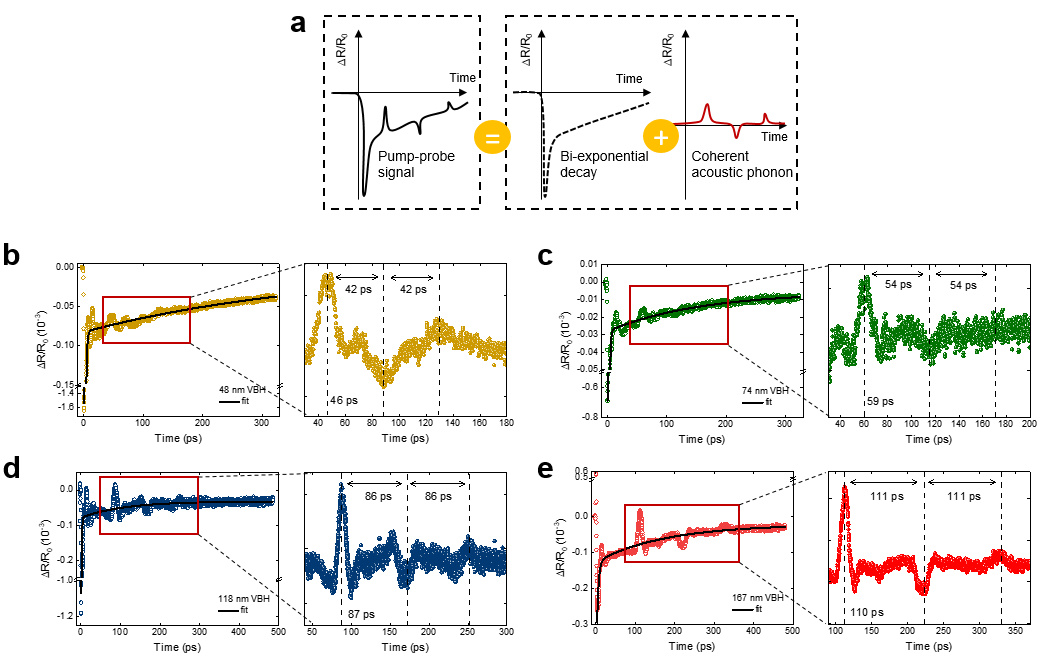 a
ΔR/R₀
Time
Pump-probe
signal
=
ΔR/R₀
Time
Bi-exponential
decay
+
ΔR/R₀
Time
Coherent
acoustic phonon
b
ΔR/R₀ (10⁻³)
0.00
-0.05
-0.10
-0.15
-1.4
-1.6
48 nm VBH
fit
0 100 200 300
Time (ps)
42 ps 42 ps
46 ps
40 60 80 100 120 140 160 180
Time (ps)
c
ΔR/R₀ (10⁻³)
0.01
0.00
-0.01
-0.02
-0.03
-0.04
-0.05
-0.6
-0.8
74 nm VBH
fit
0 100 200 300
Time (ps)
54 ps 54 ps
59 ps
40 60 80 100 120 140 160 180 200
Time (ps)
d
ΔR/R₀ (10⁻³)
0.0
-0.1
-0.2
-1.0
-1.2
118 nm VBH
fit
0 100 200 300 400 500
Time (ps)
86 ps 86 ps
87 ps
50 100 150 200 250 300
Time (ps)
e
ΔR/R₀ (10⁻³)
0.6
0.5
0.0
-0.1
-0.2
-0.3
167 nm VBH
fit
0 100 200 300 400 500
Time (ps)
111 ps 111 ps
110 ps
100 150 200 250 300 350
Time (ps)